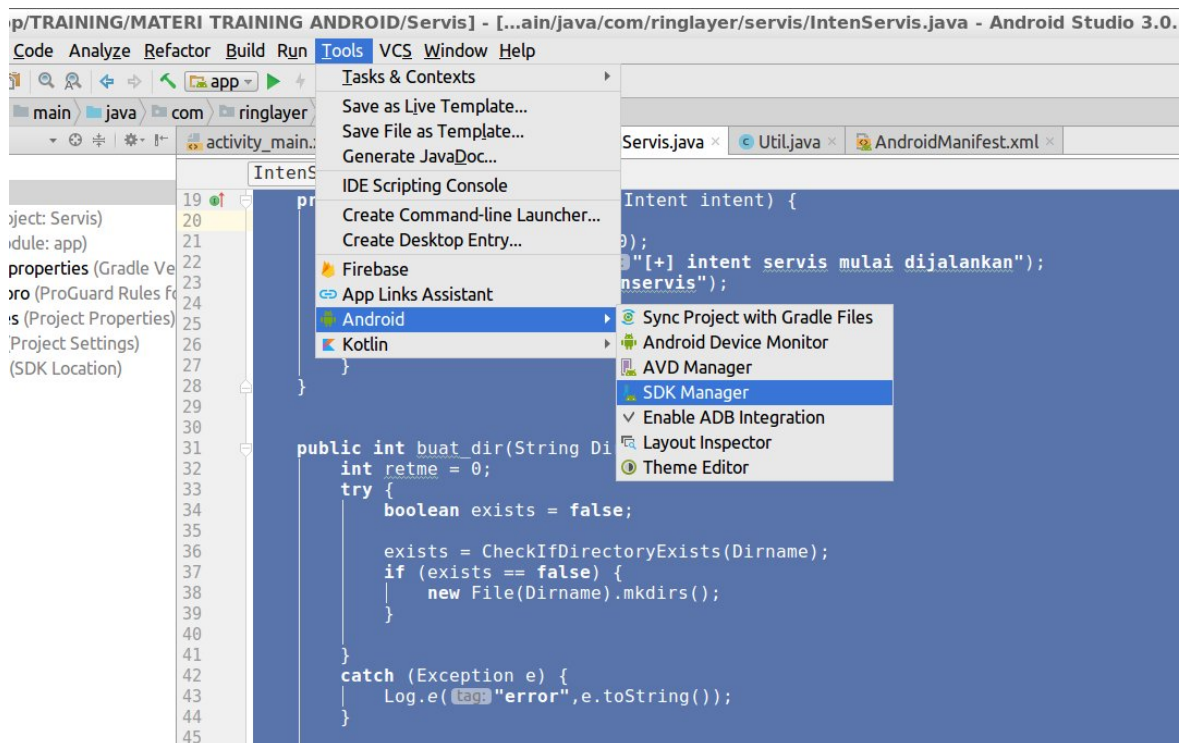 p/TRAINING/MATERI TRAINING ANDROID/Servis] - [...ain/java/com/ringlayer/servis/IntenServis.java - Android Studio 3.0.
Code Analyze Refactor Build Run Tools VCS Window Help
app
main java com ringlayer
activity_main. Servis.java Util.java AndroidManifest.xml
IntenS
Tasks & Contexts
Save as Live Template...
Save File as Template...
Generate JavaDoc...
IDE Scripting Console
Create Command-line Launcher...
Create Desktop Entry...
Firebase
App Links Assistant
Android
Kotlin
Sync Project with Gradle Files
Android Device Monitor
AVD Manager
SDK Manager
Enable ADB Integration
Layout Inspector
Theme Editor
oject: Servis)
odule: app)
properties (Gradle Ve
pro (ProGuard Rules fo
es (Project Properties)
(Project Settings)
(SDK Location)
19 pr Intent intent) {
20
21 0);
22 "[+] intent servis mulai dijalankan");
23 nservis");
24
25
26
27 }
28 }
29
30
31 public int buat_dir(String Di
32 int retme = 0;
33 try {
34 boolean exists = false;
35
36 exists = CheckIfDirectoryExists(Dirname);
37 if (exists == false) {
38 new File(Dirname).mkdirs();
39 }
40
41 }
42 catch (Exception e) {
43 Log.e( tag: "error",e.toString());
44 }
45